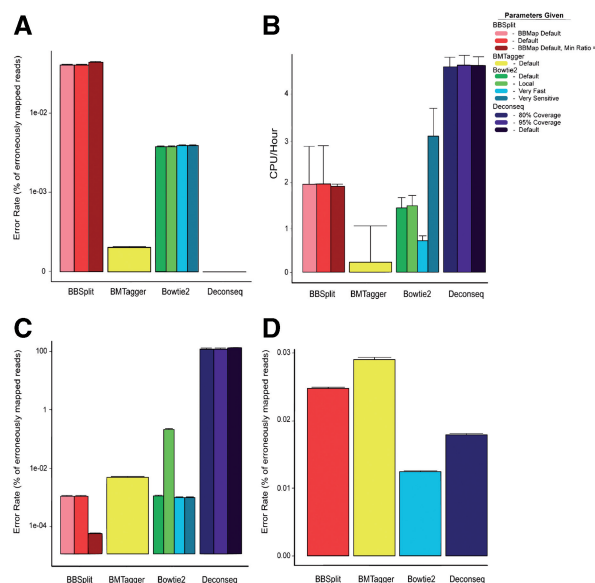 A
Error Rate (% of erroneously mapped reads)
1e-02
1e-03
0
BBSplit BMTagger Bowtie2 Deconseq
B
CPU/Hour
4
3
2
1
0
BBSplit BMTagger Bowtie2 Deconseq
Parameters Given
BBSplit
- BBMap Default
- Default
- BBMap Default, Min Ratio
BMTagger
- Default
Bowtie2
- Default
- Local
- Very Fast
- Very Sensitive
Deconseq
- 80% Coverage
- 95% Coverage
- Default
C
Error Rate (% of erroneously mapped reads)
100
1
1e-02
1e-04
BBSplit BMTagger Bowtie2 Deconseq
D
Error Rate (% of erroneously mapped reads)
0.03
0.02
0.01
0.00
BBSplit BMTagger Bowtie2 Deconseq